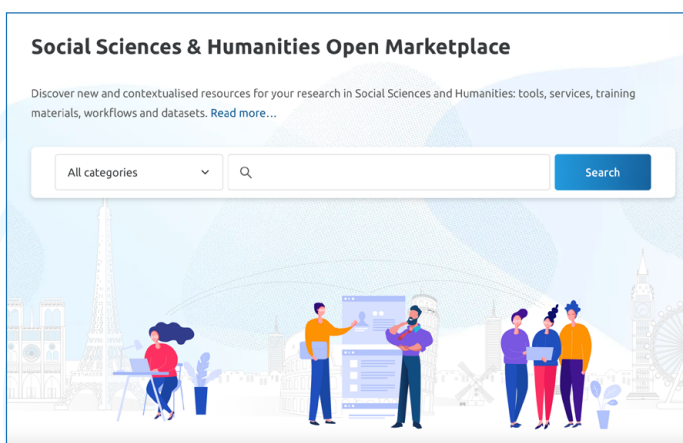 Social Sciences & Humanities Open Marketplace
Discover new and contextualised resources for your research in Social Sciences and Humanities: tools, services, training
materials, workflows and datasets. Read more…
All categories
Search